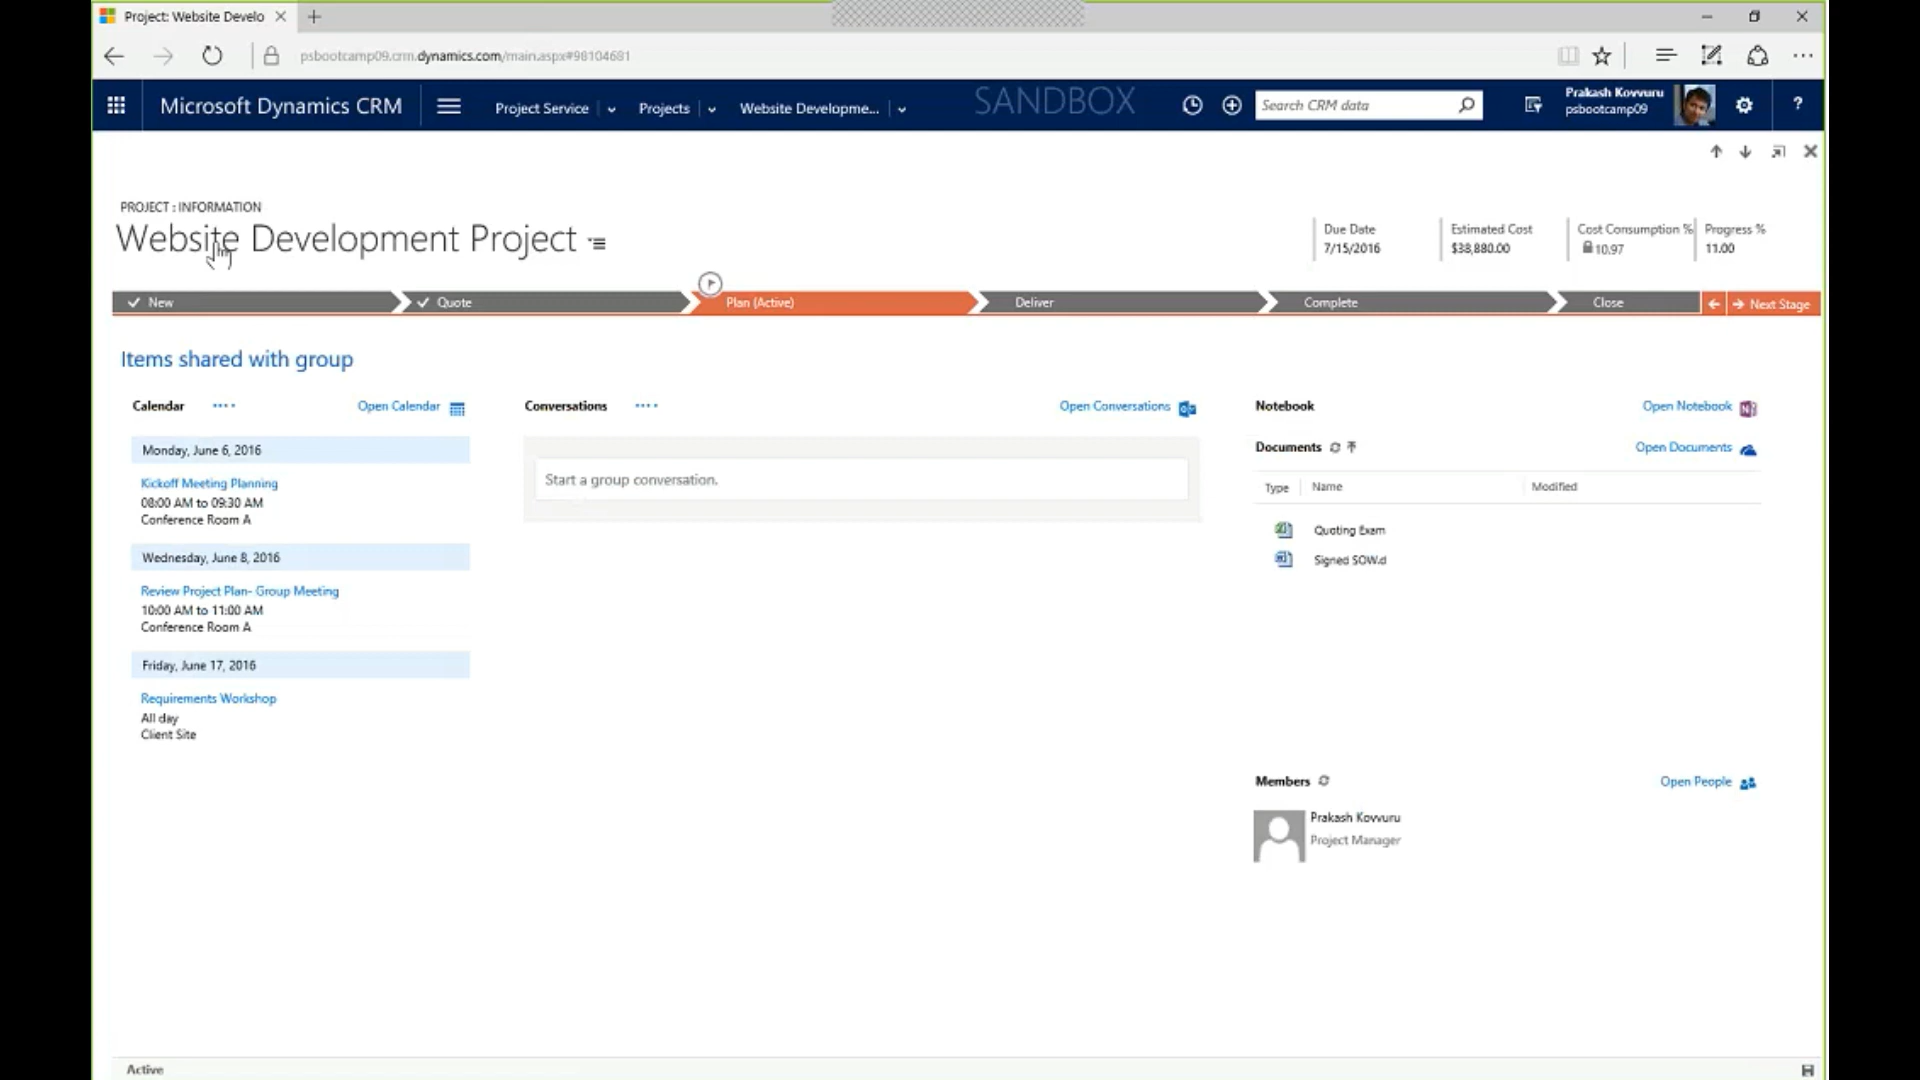 Project: Website Develo
psbootcamp09.crm.dynamics.com/main.aspx#98104681
Microsoft Dynamics CRM
Project Service
Projects
Website Developme...
SANDBOX
Search CRM data
Prakash Kovvuru
psbootcamp09
?
PROJECT : INFORMATION
Website Development Project
Due Date
7/15/2016
Estimated Cost
$38,880.00
Cost Consumption %
10.97
Progress %
11.00
New
Quote
Plan (Active)
Deliver
Complete
Close
Next Stage
Items shared with group
Calendar
Open Calendar
Monday, June 6, 2016
Kickoff Meeting Planning
08:00 AM to 09:30 AM
Conference Room A
Wednesday, June 8, 2016
Review Project Plan- Group Meeting
10:00 AM to 11:00 AM
Conference Room A
Friday, June 17, 2016
Requirements Workshop
All day
Client Site
Conversations
Open Conversations
Start a group conversation.
Notebook
Open Notebook
Documents
Open Documents
Type
Name
Modified
Quoting Exam
Signed SOW.d
Members
Open People
Prakash Kovvuru
Project Manager
Active